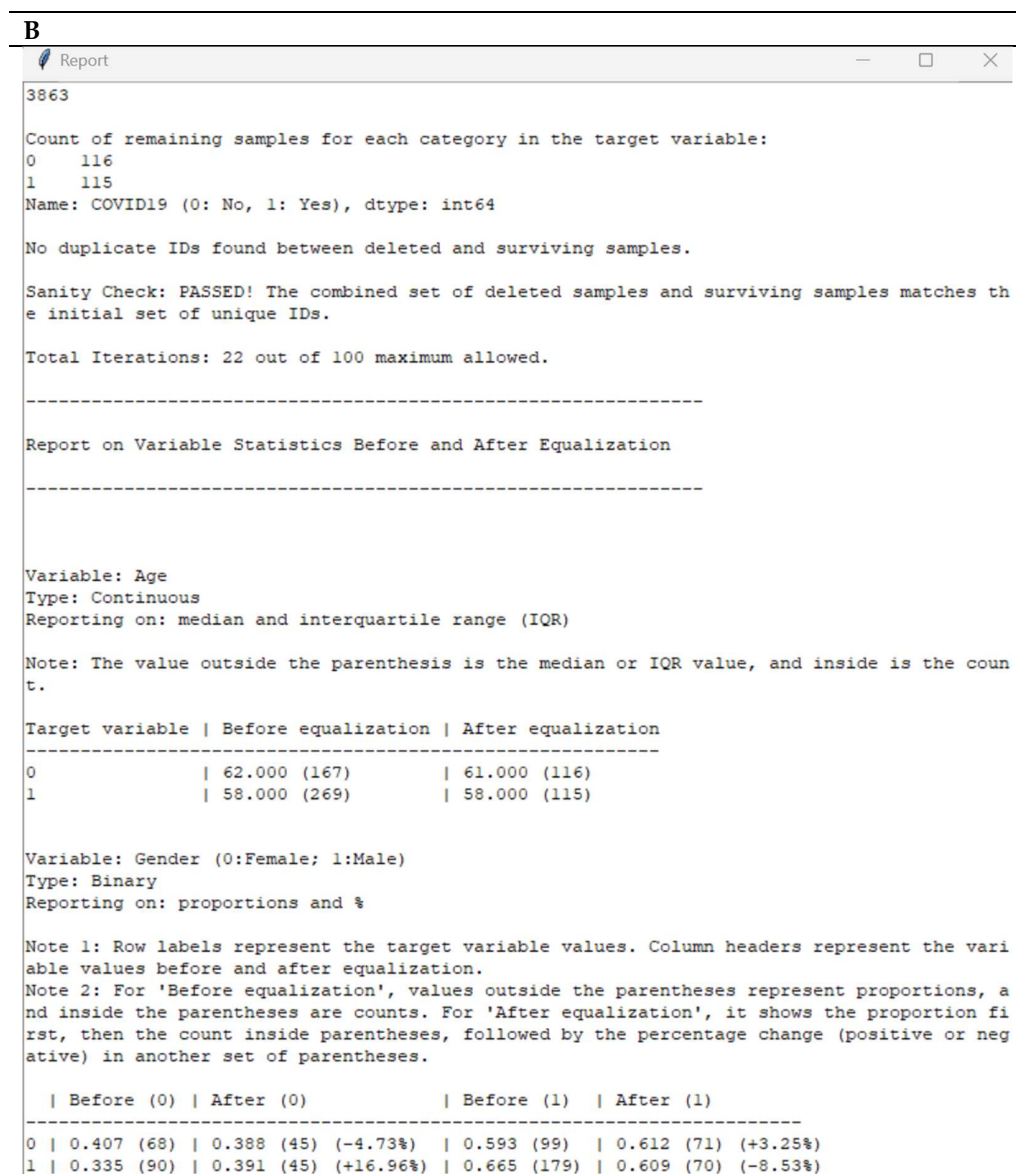 B
Report
3863
Count of remaining samples for each category in the target variable:
0    116
1    115
Name: COVID19 (0: No, 1: Yes), dtype: int64
No duplicate IDs found between deleted and surviving samples.
Sanity Check: PASSED! The combined set of deleted samples and surviving samples matches th
e initial set of unique IDs.
Total Iterations: 22 out of 100 maximum allowed.
--------------------------------------------------------------
Report on Variable Statistics Before and After Equalization
--------------------------------------------------------------
Variable: Age
Type: Continuous
Reporting on: median and interquartile range (IQR)
Note: The value outside the parenthesis is the median or IQR value, and inside is the coun
t.
Target variable | Before equalization | After equalization
----------------------------------------------------------
0               | 62.000 (167)        | 61.000 (116)
1               | 58.000 (269)        | 58.000 (115)
Variable: Gender (0:Female; 1:Male)
Type: Binary
Reporting on: proportions and %
Note 1: Row labels represent the target variable values. Column headers represent the vari
able values before and after equalization.
Note 2: For 'Before equalization', values outside the parentheses represent proportions, a
nd inside the parentheses are counts. For 'After equalization', it shows the proportion fi
rst, then the count inside parentheses, followed by the percentage change (positive or neg
ative) in another set of parentheses.
  | Before (0) | After (0)           | Before (1)  | After (1)
-----------------------------------------------------------------------
0 | 0.407 (68) | 0.388 (45) (-4.73%)  | 0.593 (99)  | 0.612 (71) (+3.25%)
1 | 0.335 (90) | 0.391 (45) (+16.96%) | 0.665 (179) | 0.609 (70) (-8.53%)